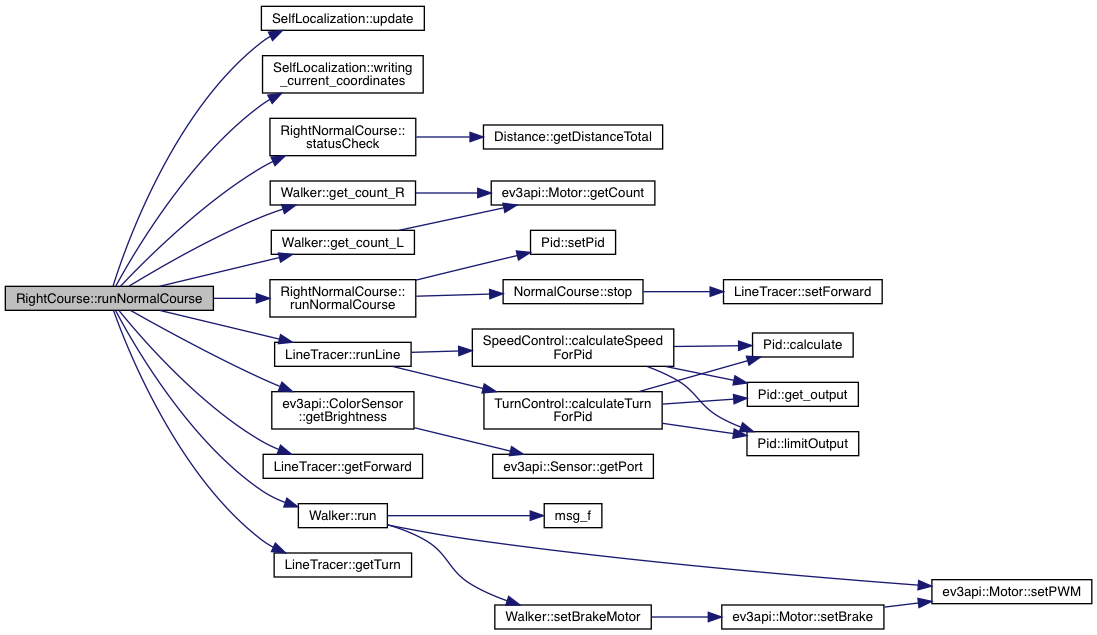 SelfLocalization::update
SelfLocalization::writing
_current_coordinates
RightNormalCourse::
statusCheck
Distance::getDistanceTotal
Walker::get_count_R
ev3api::Motor::getCount
Walker::get_count_L
Pid::setPid
RightCourse::runNormalCourse
RightNormalCourse::
runNormalCourse
NormalCourse::stop
LineTracer::setForward
LineTracer::runLine
SpeedControl::calculateSpeed
ForPid
Pid::calculate
ev3api::ColorSensor
::getBrightness
TurnControl::calculateTurn
ForPid
Pid::get_output
Pid::limitOutput
LineTracer::getForward
ev3api::Sensor::getPort
Walker::run
msg_f
LineTracer::getTurn
ev3api::Motor::setPWM
Walker::setBrakeMotor
ev3api::Motor::setBrake